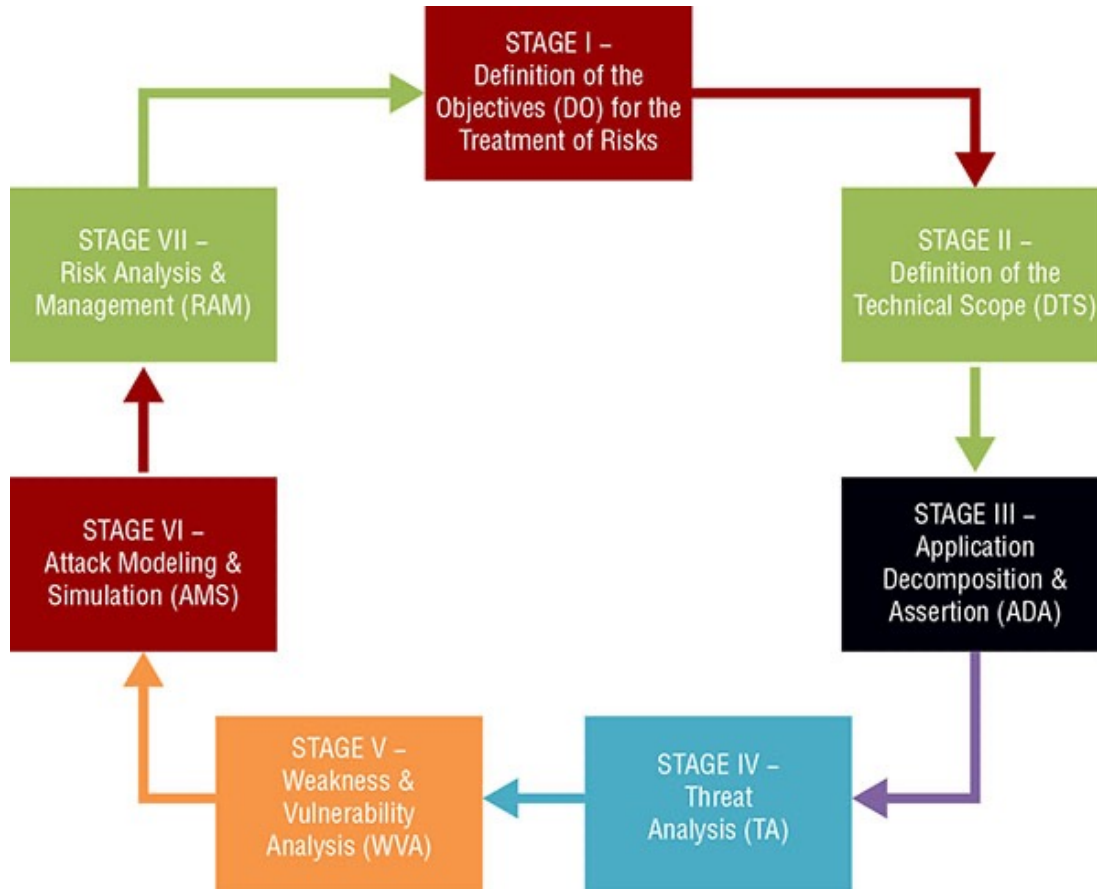 STAGE I –
Definition of the
Objectives (DO) for the
Treatment of Risks
STAGE II –
Definition of the
Technical Scope (DTS)
STAGE III –
Application
Decomposition &
Assertion (ADA)
STAGE IV –
Threat
Analysis (TA)
STAGE V –
Weakness &
Vulnerability
Analysis (WVA)
STAGE VI –
Attack Modeling &
Simulation (AMS)
STAGE VII –
Risk Analysis &
Management (RAM)